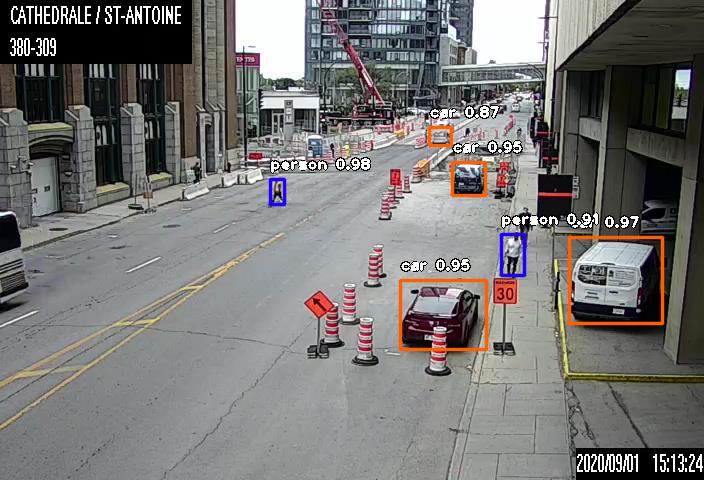 CATHEDRALE / ST-ANTOINE
380-309
car 0.87
car 0.95
person 0.98
person 0.91
0.97
car 0.95
MAXIMUM
30
2020/09/01 15:13:24